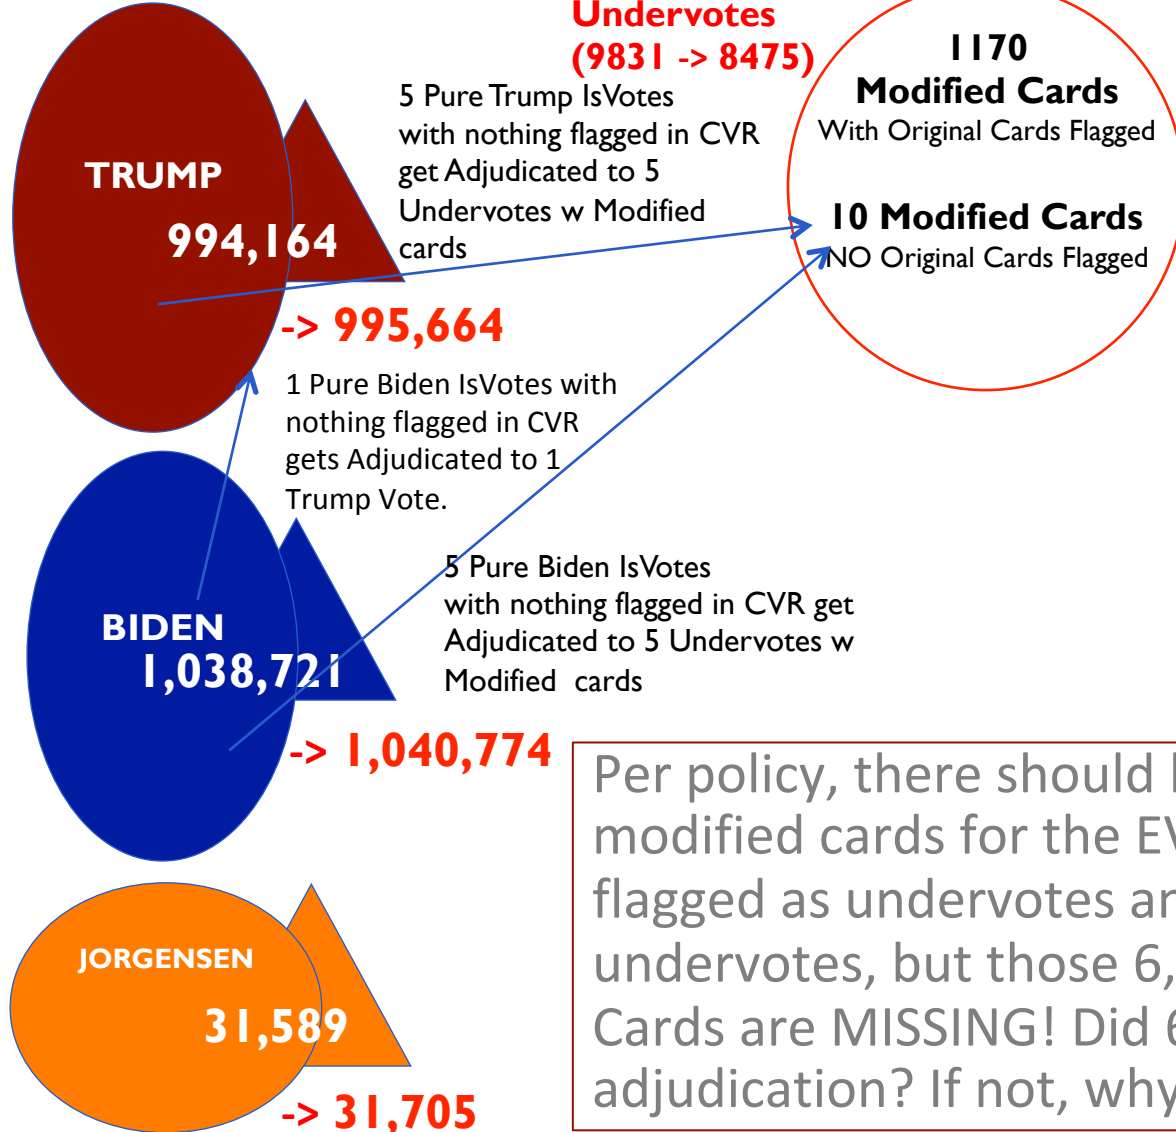 Undervotes
(9831 -> 8475)
5 Pure Trump IsVotes
with nothing flagged in CVR
get Adjudicated to 5
Undervotes w Modified
cards
1170
Modified Cards
With Original Cards Flagged
10 Modified Cards
NO Original Cards Flagged
TRUMP
994,164
-> 995,664
1 Pure Biden IsVotes with
nothing flagged in CVR
gets Adjudicated to 1
Trump Vote.
BIDEN
1,038,721
5 Pure Biden IsVotes
with nothing flagged in CVR get
Adjudicated to 5 Undervotes w
Modified cards
-> 1,040,774
JORGENSEN
31,589
-> 31,705
Per policy, there should
modified cards for the
flagged as undervotes
undervotes, but those 6,
Cards are MISSING! Did
adjudication? If not, why